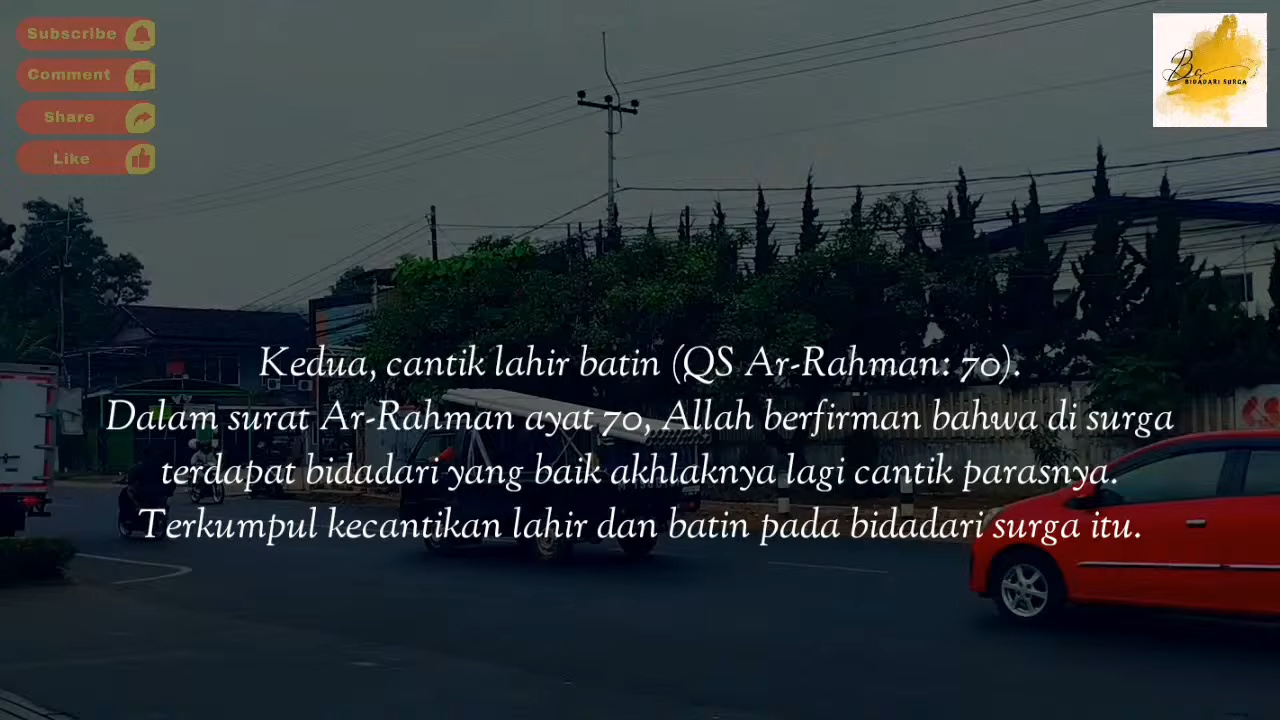 Subscribe
Comment
Share
Like
Bs
BIDADARI SURGA
Kedua, cantik lahir batin (QS Ar-Rahman: 70).
Dalam surat Ar-Rahman ayat 70, Allah berfirman bahwa di surga
terdapat bidadari yang baik akhlaknya lagi cantik parasnya.
Terkumpul kecantikan lahir dan batin pada bidadari surga itu.